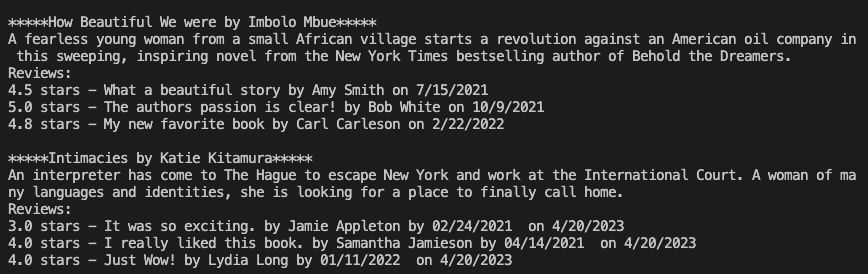 *****How Beautiful We were by Imbolo Mbue*****
A fearless young woman from a small African village starts a revolution against an American oil company in
this sweeping, inspiring novel from the New York Times bestselling author of Behold the Dreamers.
Reviews:
4.5 stars – What a beautiful story by Amy Smith on 7/15/2021
5.0 stars – The authors passion is clear! by Bob White on 10/9/2021
4.8 stars – My new favorite book by Carl Carleson on 2/22/2022
*****Intimacies by Katie Kitamura*****
An interpreter has come to The Hague to escape New York and work at the International Court. A woman of ma
ny languages and identities, she is looking for a place to finally call home.
Reviews:
3.0 stars – It was so exciting. by Jamie Appleton by 02/24/2021  on 4/20/2023
4.0 stars – I really liked this book. by Samantha Jamieson by 04/14/2021  on 4/20/2023
4.0 stars – Just Wow! by Lydia Long by 01/11/2022  on 4/20/2023